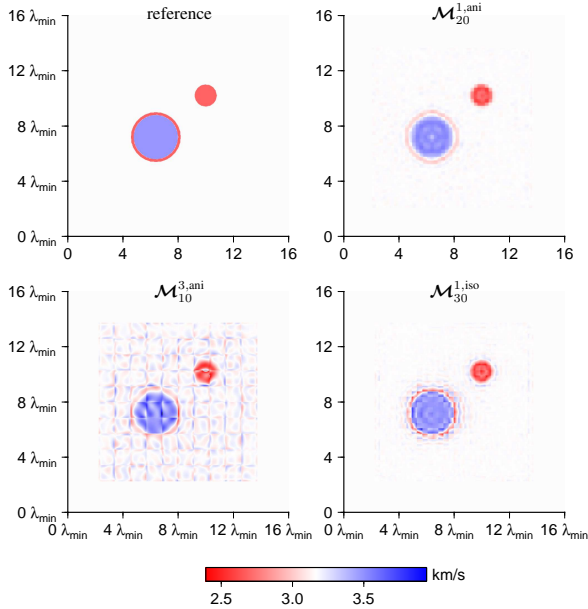 reference
𝓜₂₀^{1,ani}
16 λmin
16
12 λmin
12
8 λmin
8
4 λmin
4
0 λmin
0
0 4 8 12 16
0 4 8 12 16
𝓜₁₀^{3,ani}
𝓜₃₀^{1,iso}
16 λmin
16
12 λmin
12
8 λmin
8
4 λmin
4
0 λmin
0
0 λmin 4 λmin 8 λmin 12 λmin 16 λmin
0 λmin 4 λmin 8 λmin 12 λmin 16 λmin
km/s
2.5 3.0 3.5